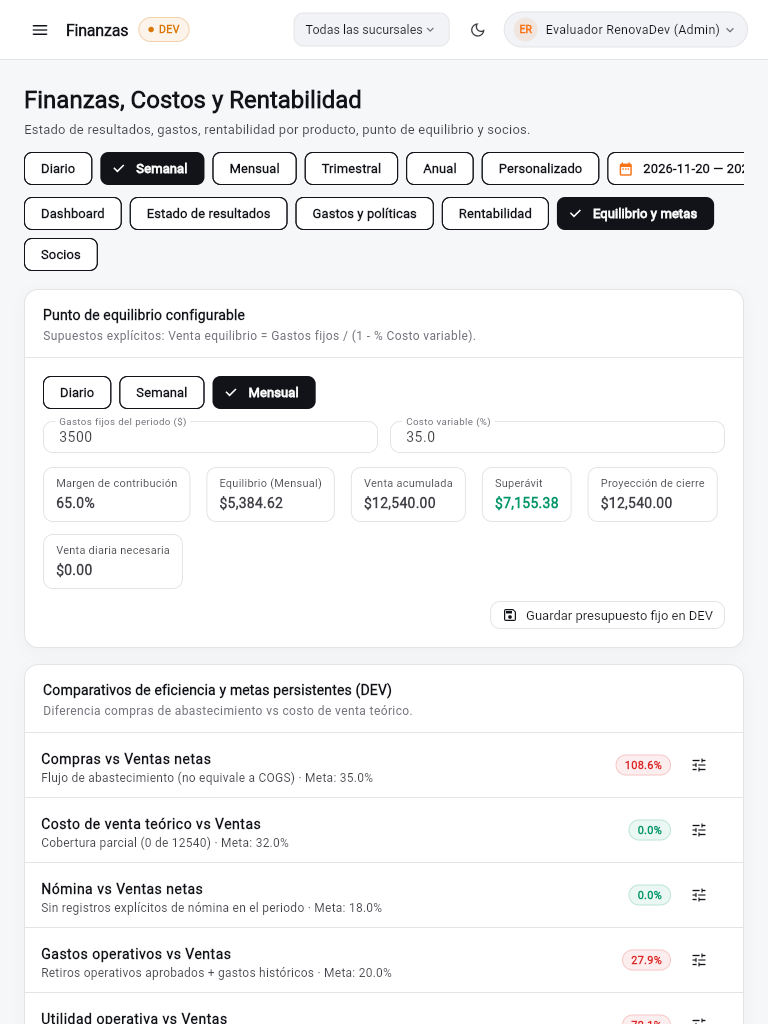 Finanzas
DEV
Todas las sucursales
ER
Evaluador RenovaDev (Admin)
Finanzas, Costos y Rentabilidad
Estado de resultados, gastos, rentabilidad por producto, punto de equilibrio y socios.
Diario
Semanal
Mensual
Trimestral
Anual
Personalizado
2026-11-20 — 202
Dashboard
Estado de resultados
Gastos y políticas
Rentabilidad
Equilibrio y metas
Socios
Punto de equilibrio configurable
Supuestos explícitos: Venta equilibrio = Gastos fijos / (1 - % Costo variable).
Diario
Semanal
Mensual
Gastos fijos del periodo ($)
3500
Costo variable (%)
35.0
Margen de contribución
65.0%
Equilibrio (Mensual)
$5,384.62
Venta acumulada
$12,540.00
Superávit
$7,155.38
Proyección de cierre
$12,540.00
Venta diaria necesaria
$0.00
Guardar presupuesto fijo en DEV
Comparativos de eficiencia y metas persistentes (DEV)
Diferencia compras de abastecimiento vs costo de venta teórico.
Compras vs Ventas netas
Flujo de abastecimiento (no equivale a COGS) · Meta: 35.0%
108.6%
Costo de venta teórico vs Ventas
Cobertura parcial (0 de 12540) · Meta: 32.0%
0.0%
Nómina vs Ventas netas
Sin registros explícitos de nómina en el periodo · Meta: 18.0%
0.0%
Gastos operativos vs Ventas
Retiros operativos aprobados + gastos históricos · Meta: 20.0%
27.9%
Utilidad operativa vs Ventas